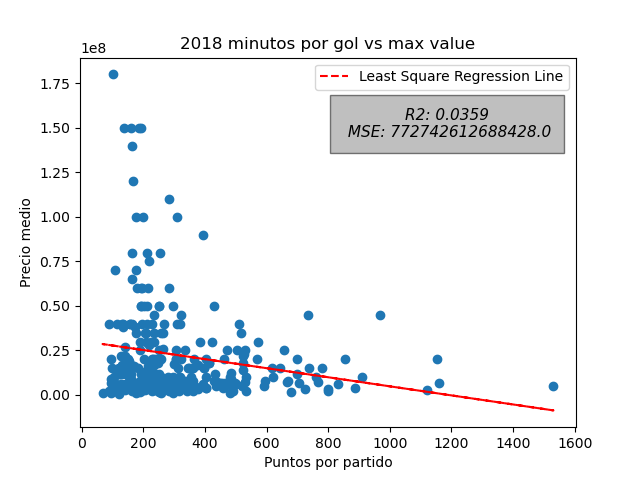 2018 minutos por gol vs max value
1e8
Least Square Regression Line
R2: 0.0359
MSE: 772742612688428.0
1.75
1.50
1.25
1.00
0.75
0.50
0.25
0.00
Precio medio
0 200 400 600 800 1000 1200 1400 1600
Puntos por partido